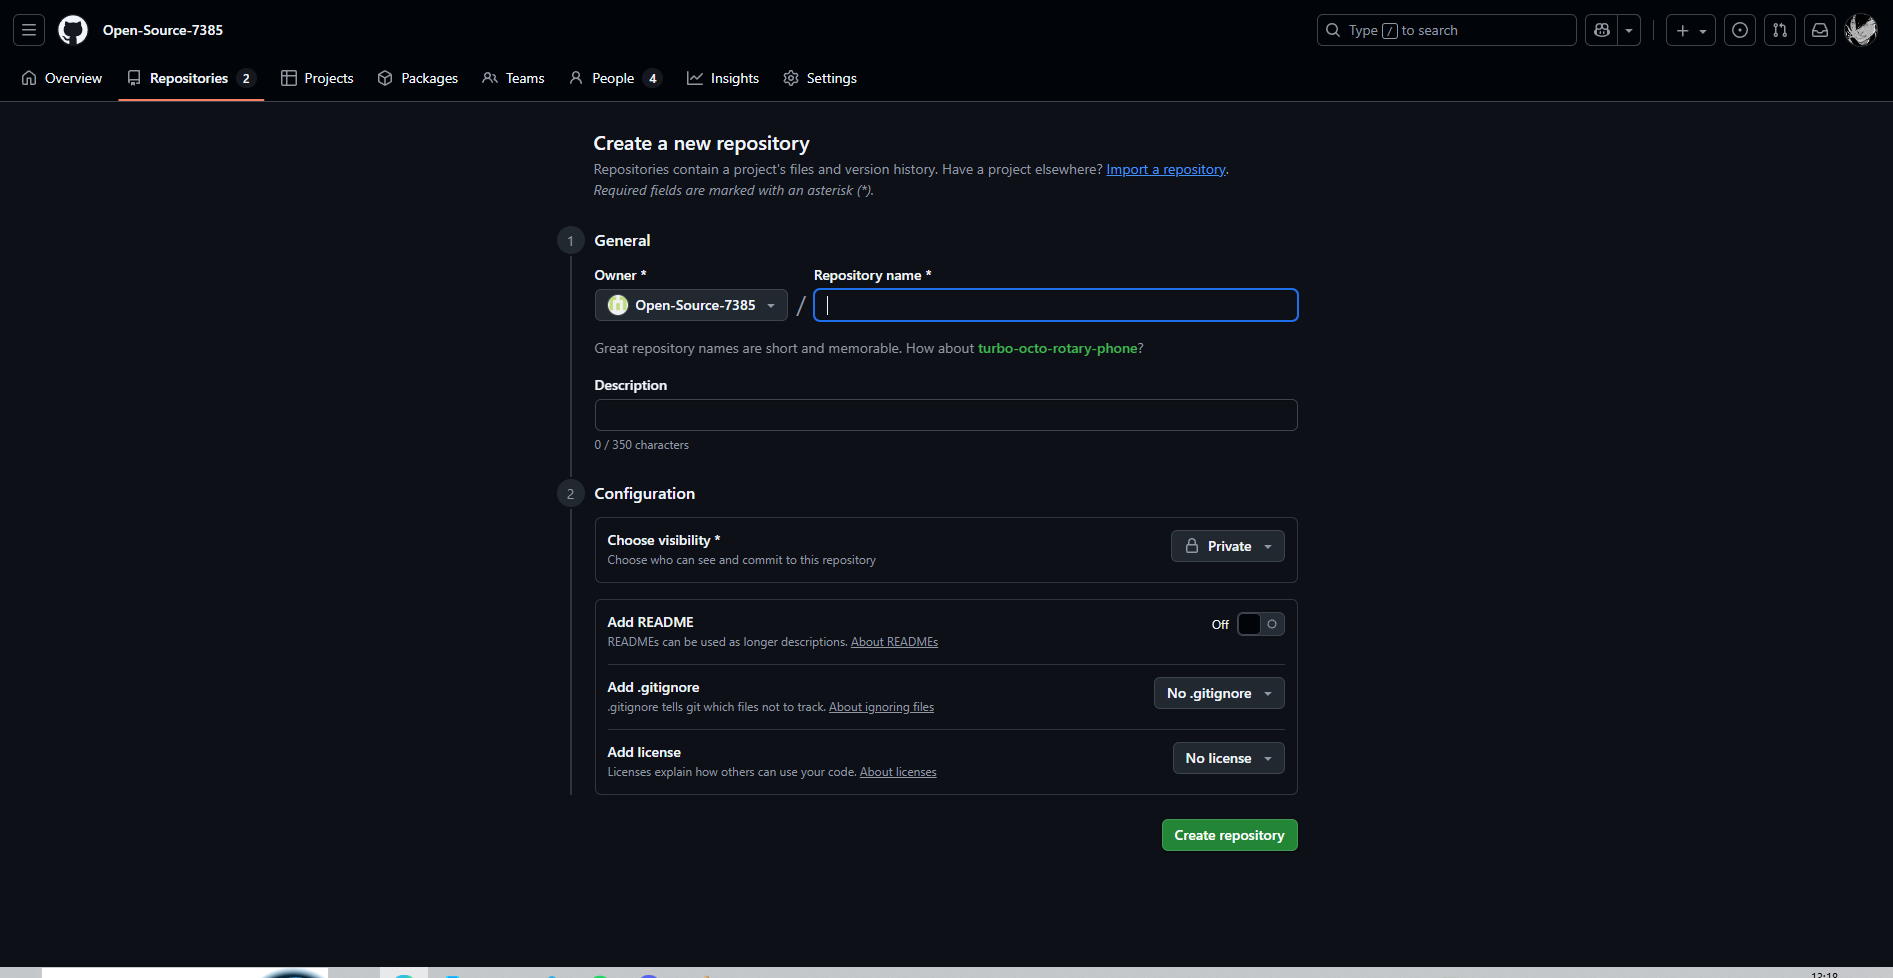 Open-Source-7385
Type / to search
Overview
Repositories 2
Projects
Packages
Teams
People 4
Insights
Settings
Create a new repository
Repositories contain a project's files and version history. Have a project elsewhere? Import a repository.
Required fields are marked with an asterisk (*).
1 General
Owner *
Repository name *
Open-Source-7385 /
Great repository names are short and memorable. How about turbo-octo-rotary-phone?
Description
0 / 350 characters
2 Configuration
Choose visibility *
Choose who can see and commit to this repository
Private
Add README
READMEs can be used as longer descriptions. About READMEs
Off
Add .gitignore
.gitignore tells git which files not to track. About ignoring files
No .gitignore
Add license
Licenses explain how others can use your code. About licenses
No license
Create repository